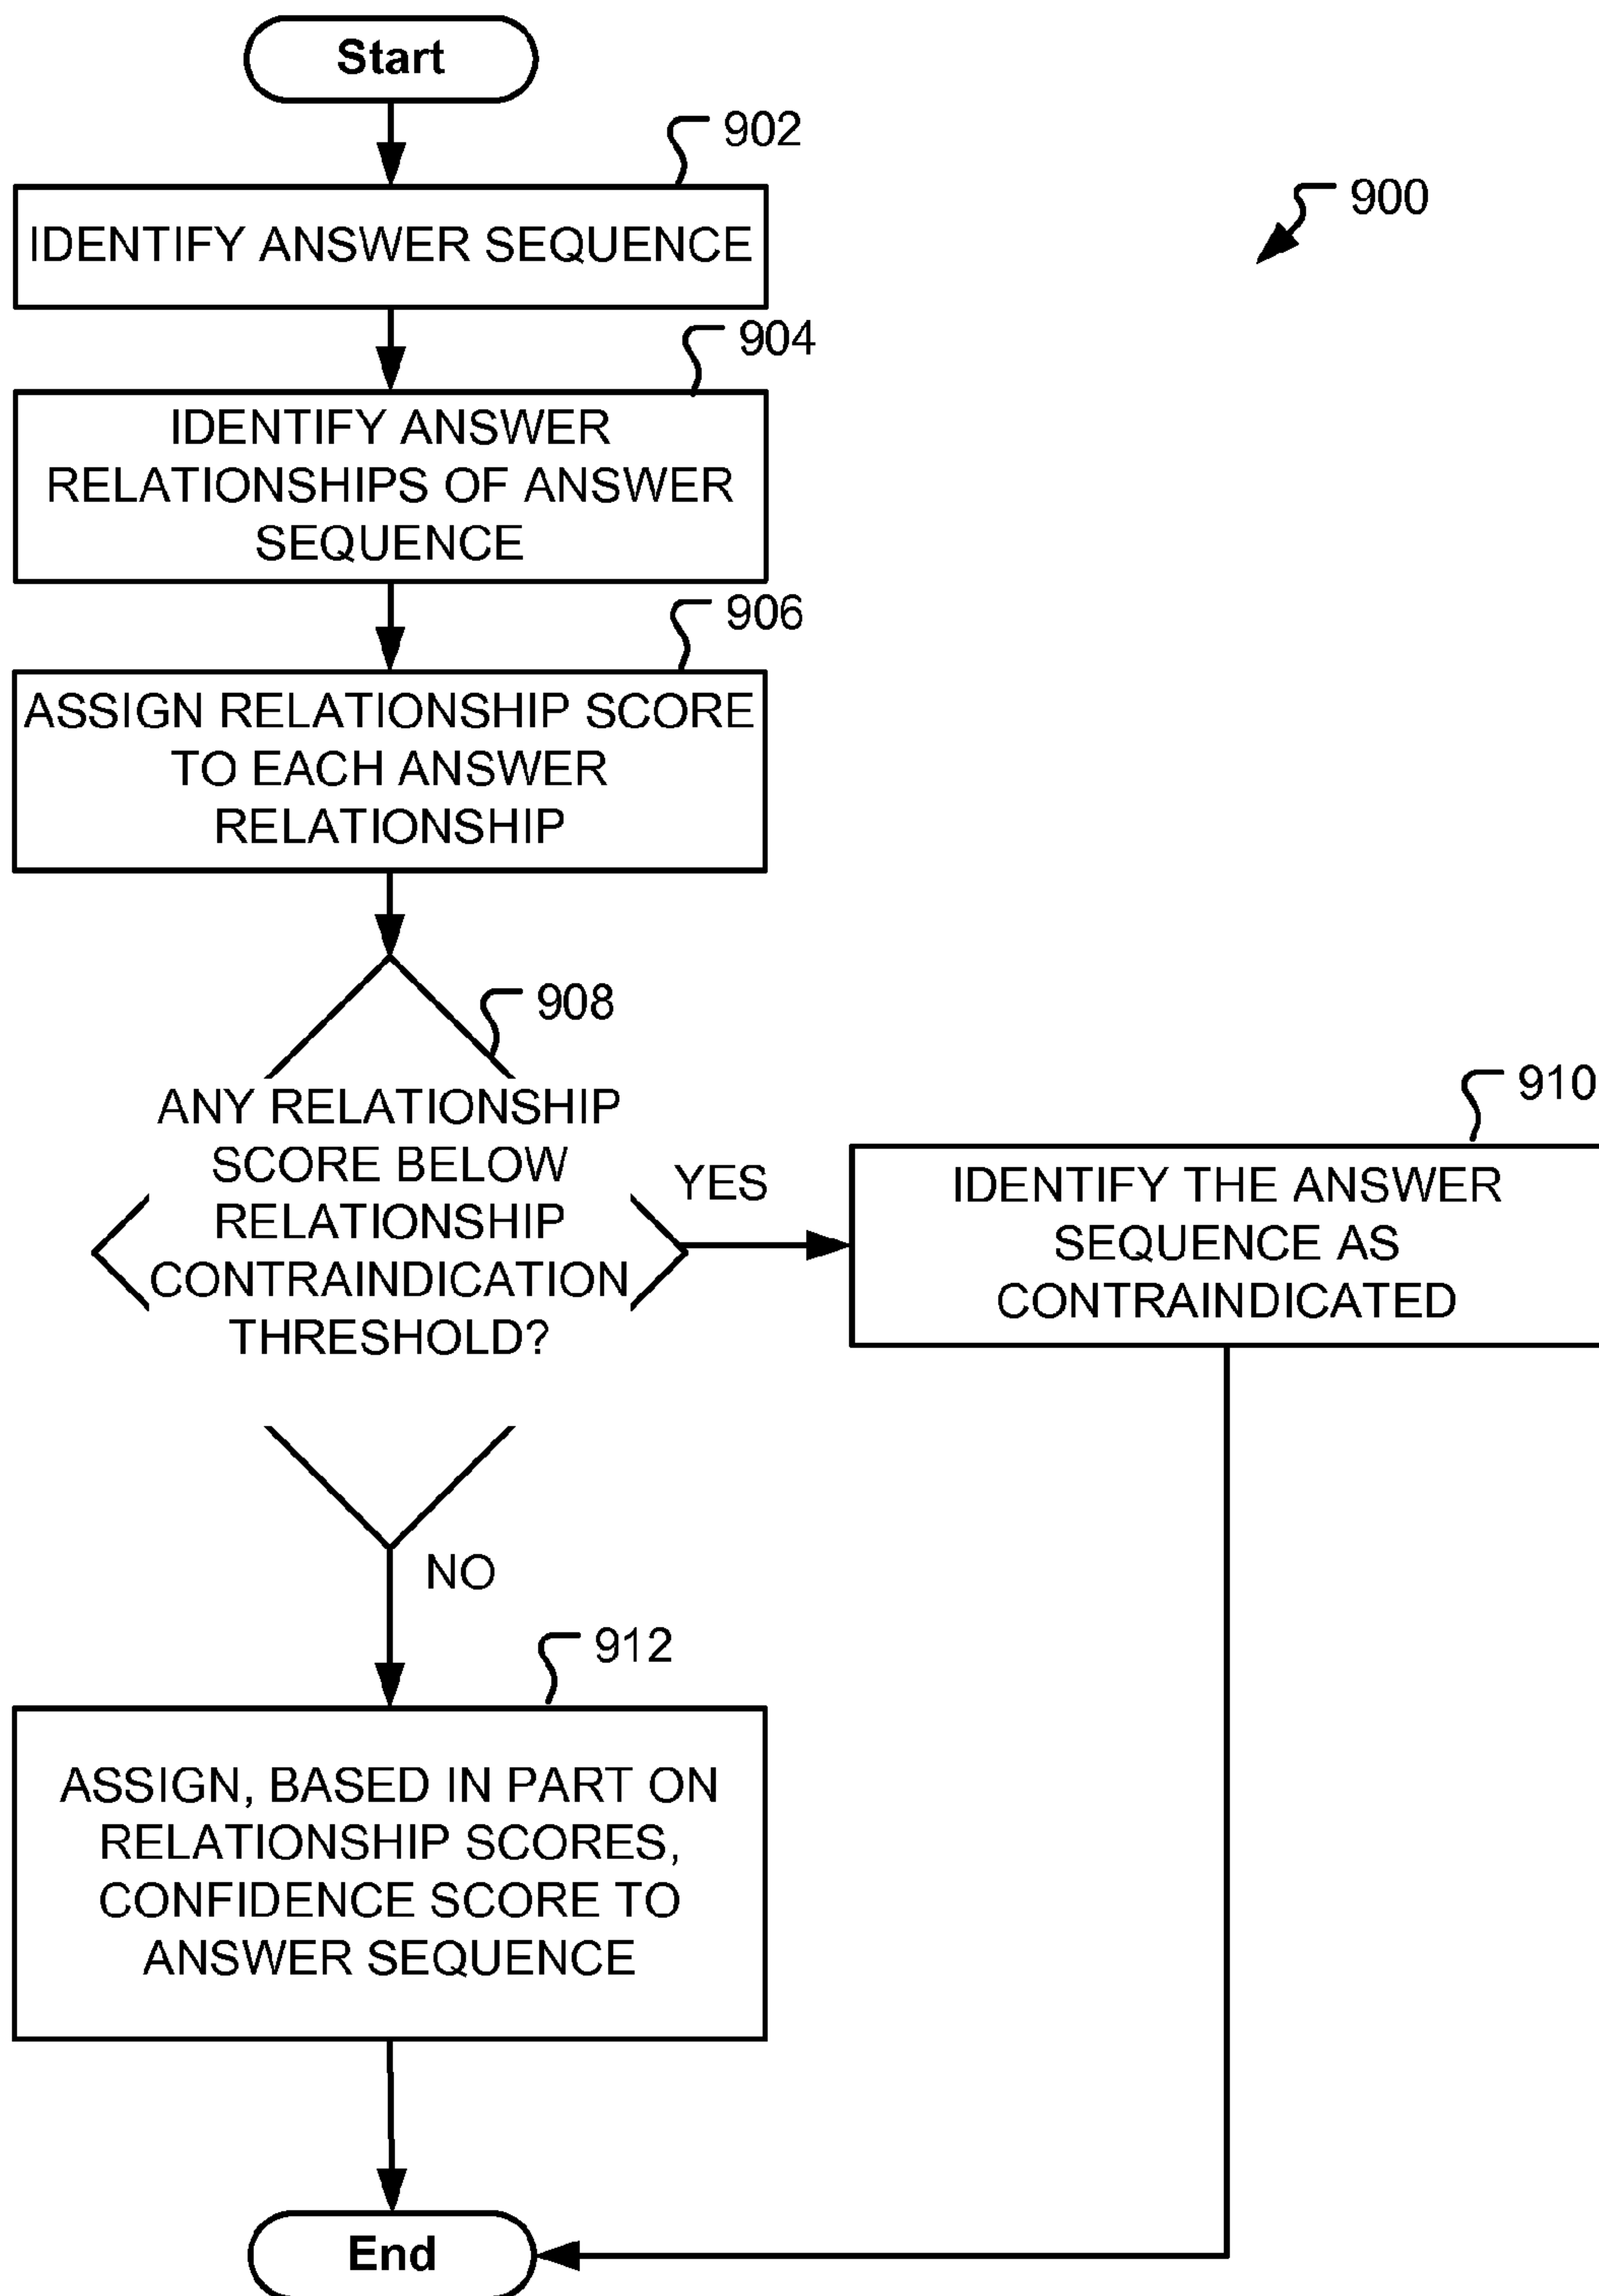 Start
902
900
IDENTIFY ANSWER SEQUENCE
904
IDENTIFY ANSWER
RELATIONSHIPS OF ANSWER
SEQUENCE
906
ASSIGN RELATIONSHIP SCORE
TO EACH ANSWER
RELATIONSHIP
908
ANY RELATIONSHIP
SCORE BELOW
RELATIONSHIP
CONTRAINDICATION
THRESHOLD?
YES
910
IDENTIFY THE ANSWER
SEQUENCE AS
CONTRAINDICATED
NO
912
ASSIGN, BASED IN PART ON
RELATIONSHIP SCORES,
CONFIDENCE SCORE TO
ANSWER SEQUENCE
End